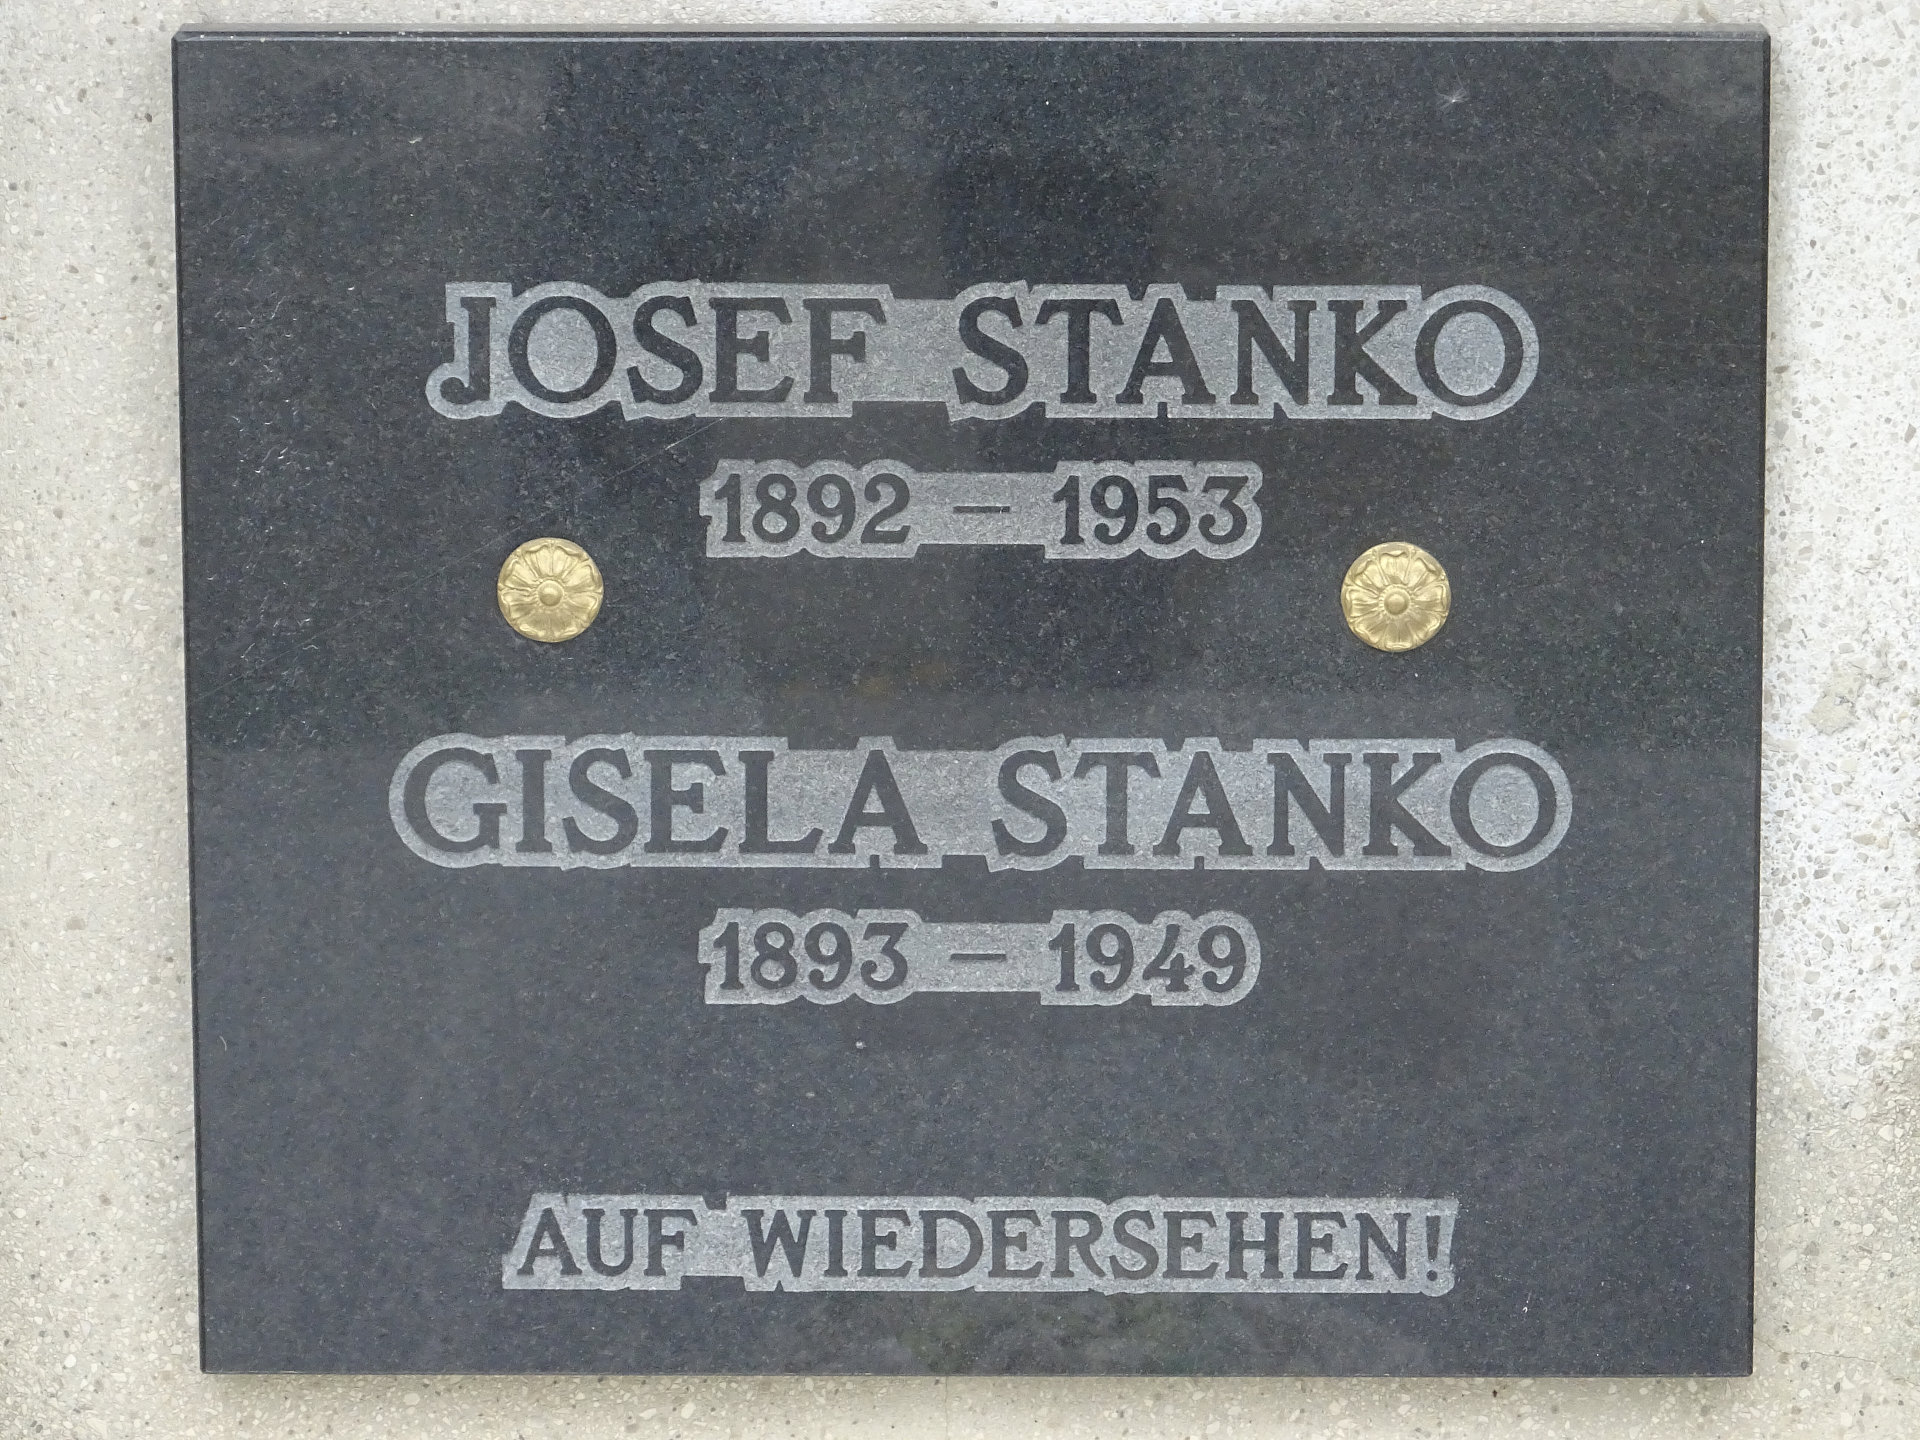 JOSEF STANKO
1892 – 1953
GISELA STANKO
1893 – 1949
AUF WIEDERSEHEN!